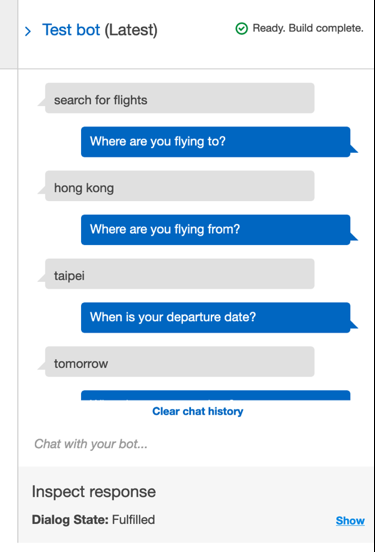 Test bot (Latest)
Ready. Build complete.
search for flights
Where are you flying to?
hong kong
Where are you flying from?
taipei
When is your departure date?
tomorrow
Clear chat history
Chat with your bot...
Inspect response
Dialog State: Fulfilled
Show